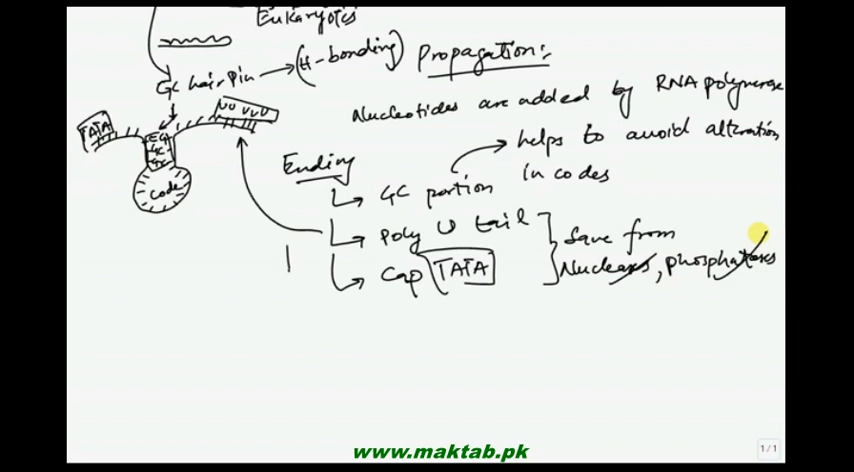 Eukaryotes
GC hair pin → (H-bonding) Propagation:
Nucleotides are added by RNA polymerase
UU UUU
TATA
GC
GC
Code
Ending
GC portion → helps to avoid alteration
in codes
Poly U tail
Cap TATA
Save from
Nucleases, phosphatases
1/1
www.maktab.pk